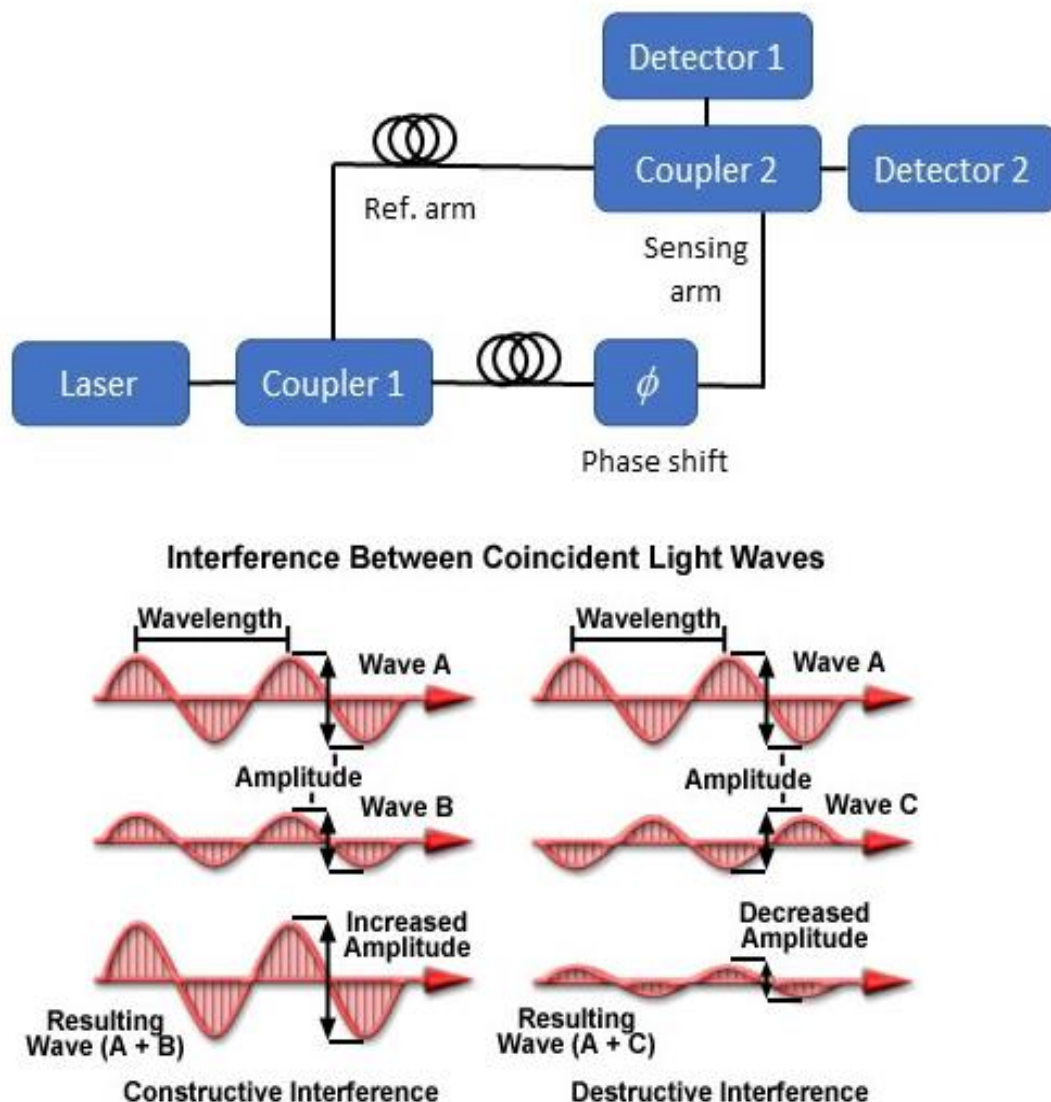 Detector 1
Coupler 2
Detector 2
Ref. arm
Sensing
arm
Laser
Coupler 1
ϕ
Phase shift
Interference Between Coincident Light Waves
Wavelength
Wave A
Amplitude
Wave B
Increased
Amplitude
Resulting
Wave (A + B)
Constructive Interference
Wavelength
Wave A
Amplitude
Wave C
Decreased
Amplitude
Resulting
Wave (A + C)
Destructive Interference